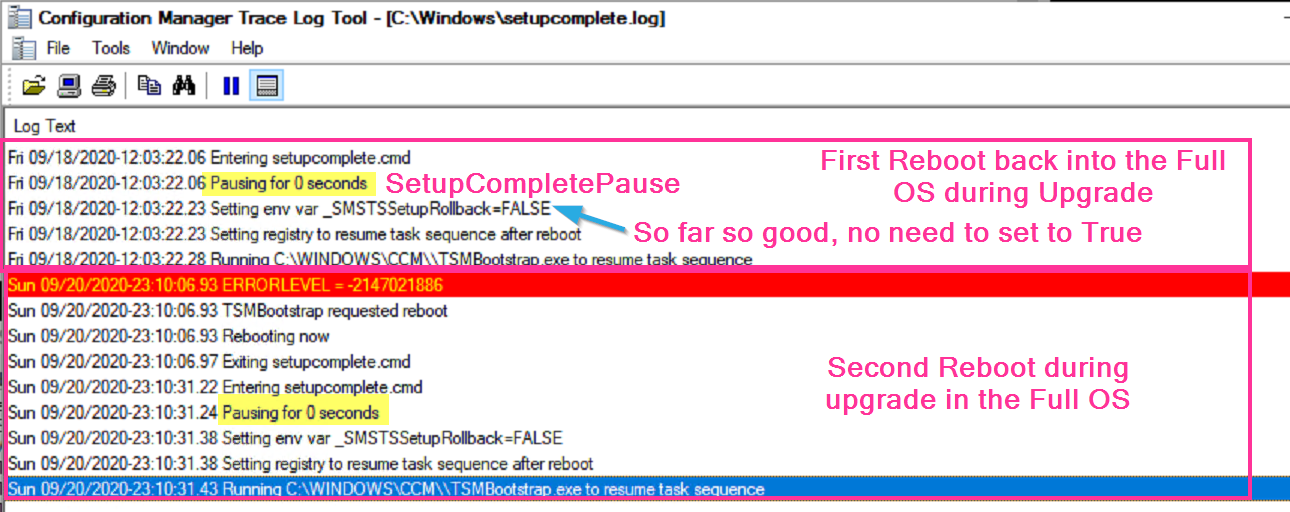 Configuration Manager Trace Log Tool - [C:\Windows\setupcomplete.log]
File Tools Window Help
Log Text
Fri 09/18/2020-12:03:22.06 Entering setupcomplete.cmd
Fri 09/18/2020-12:03:22.06 Pausing for 0 seconds
Fri 09/18/2020-12:03:22.23 Setting env var _SMSTSSetupRollback=FALSE
Fri 09/18/2020-12:03:22.23 Setting registry to resume task sequence after reboot
Fri 09/18/2020-12:03:22.28 Running C:\WINDOWS\CCM\\TSMBootstrap.exe to resume task sequence
First Reboot back into the Full
OS during Upgrade
SetupCompletePause
So far so good, no need to set to True
Sun 09/20/2020-23:10:06.93 ERRORLEVEL = -2147021886
Sun 09/20/2020-23:10:06.93 TSMBootstrap requested reboot
Sun 09/20/2020-23:10:06.93 Rebooting now
Sun 09/20/2020-23:10:06.97 Exiting setupcomplete.cmd
Sun 09/20/2020-23:10:31.22 Entering setupcomplete.cmd
Sun 09/20/2020-23:10:31.24 Pausing for 0 seconds
Sun 09/20/2020-23:10:31.38 Setting env var _SMSTSSetupRollback=FALSE
Sun 09/20/2020-23:10:31.38 Setting registry to resume task sequence after reboot
Sun 09/20/2020-23:10:31.43 Running C:\WINDOWS\CCM\\TSMBootstrap.exe to resume task sequence
Second Reboot during
upgrade in the Full OS